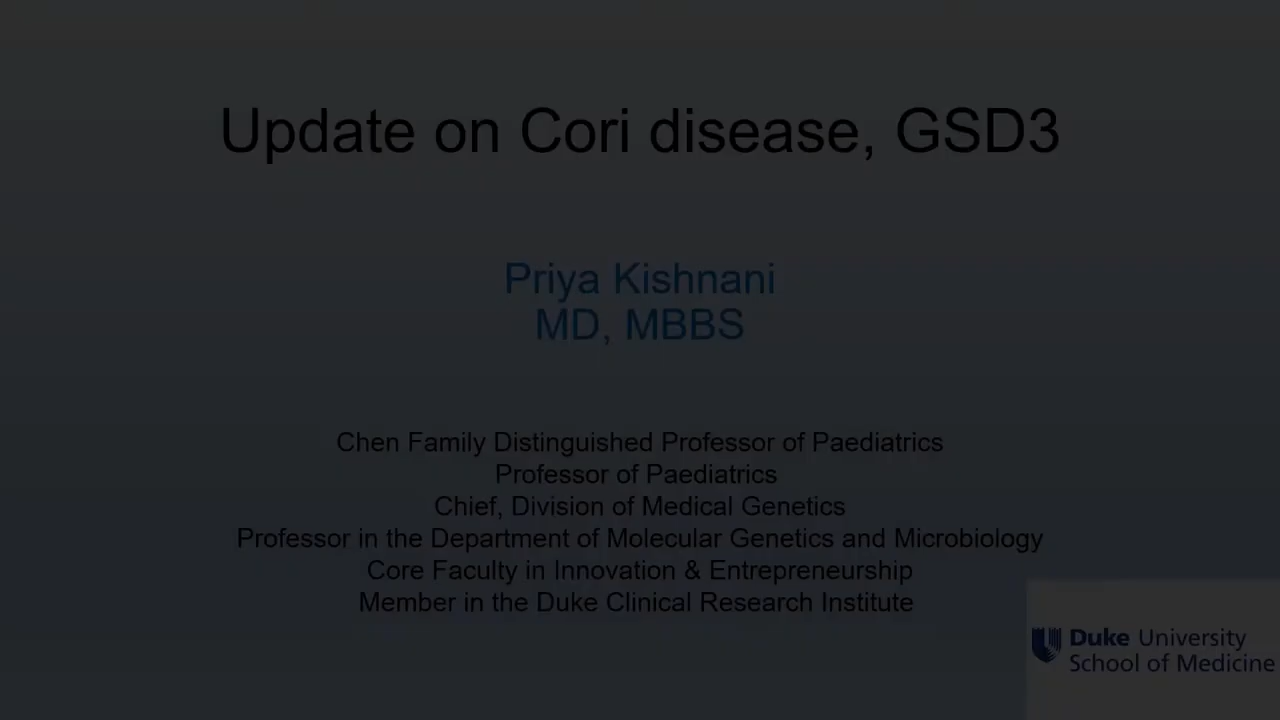 Update on Cori disease, GSD3
Priya Kishnani
MD, MBBS
Chen Family Distinguished Professor of Paediatrics
Professor of Paediatrics
Chief, Division of Medical Genetics
Professor in the Department of Molecular Genetics and Microbiology
Core Faculty in Innovation & Entrepreneurship
Member in the Duke Clinical Research Institute
Duke University
School of Medicine